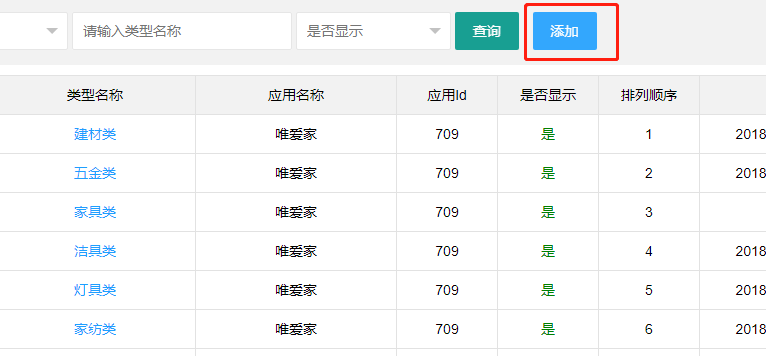 请输入类型名称 是否显示 查询 添加
类型名称 应用名称 应用Id 是否显示 排列顺序
建材类 唯爱家 709 是 1 2018
五金类 唯爱家 709 是 2 2018
家具类 唯爱家 709 是 3
洁具类 唯爱家 709 是 4 2018
灯具类 唯爱家 709 是 5 2018
家纺类 唯爱家 709 是 6 2018